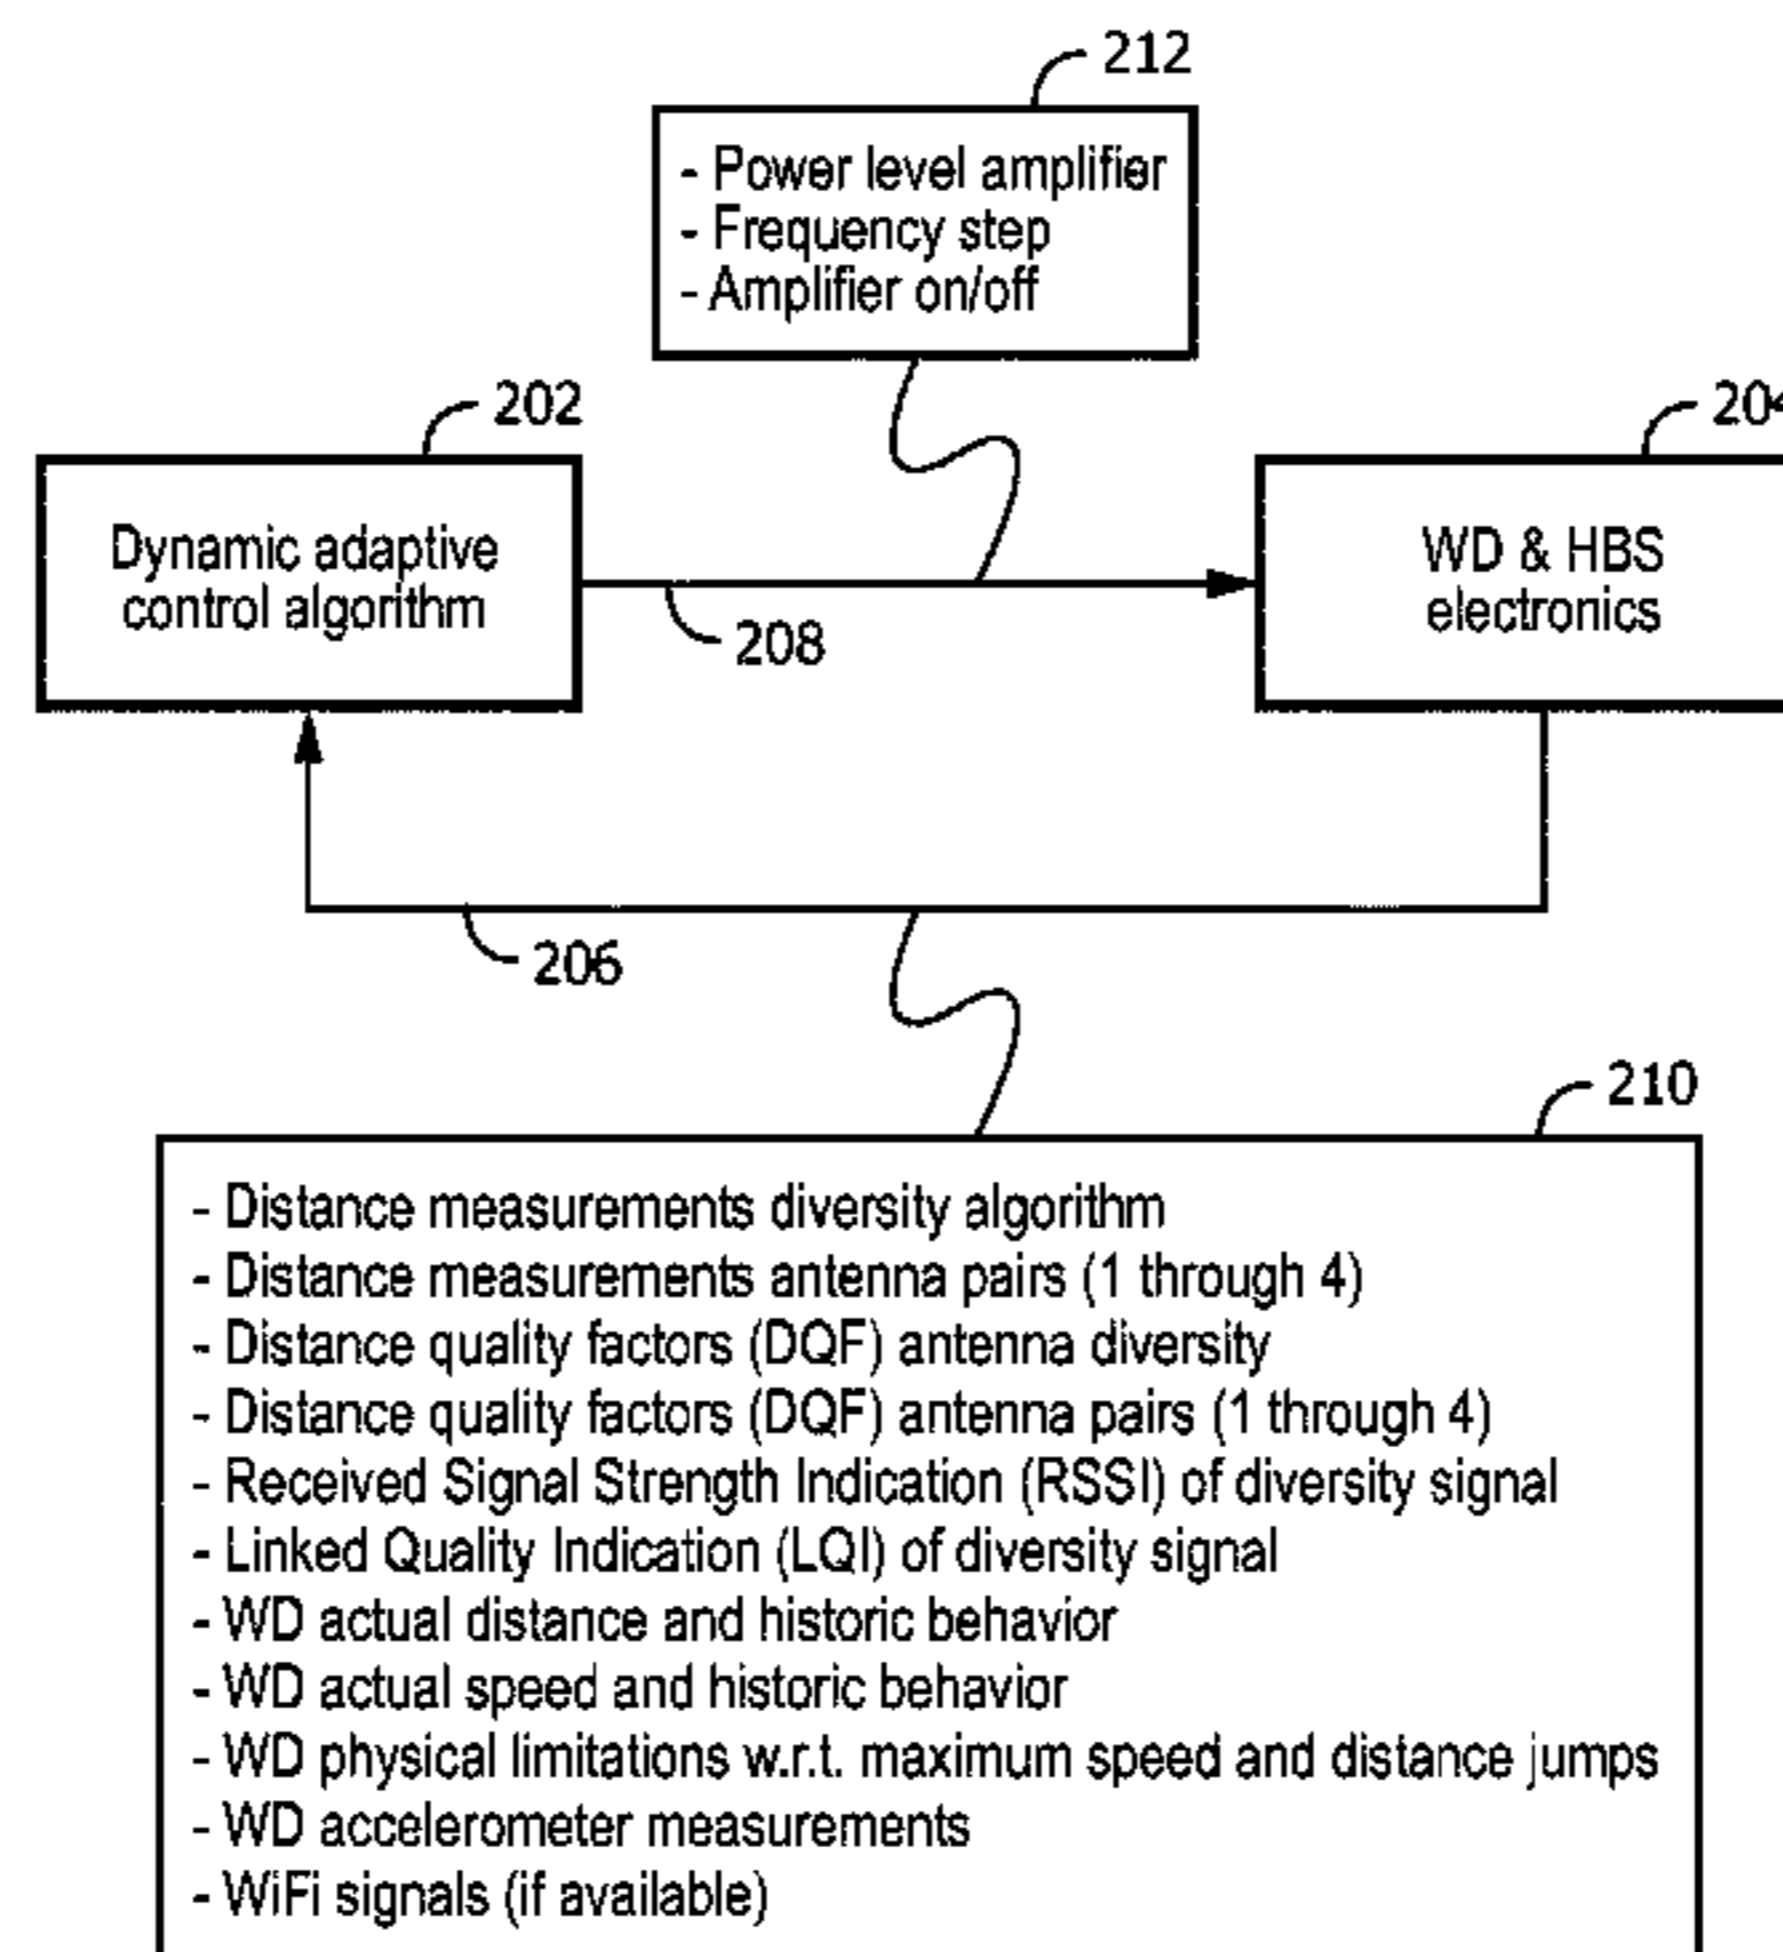 212
- Power level amplifier
- Frequency step
- Amplifier on/off
202
Dynamic adaptive
control algorithm
204
WD & HBS
electronics
208
206
210
- Distance measurements diversity algorithm
- Distance measurements antenna pairs (1 through 4)
- Distance quality factors (DQF) antenna diversity
- Distance quality factors (DQF) antenna pairs (1 through 4)
- Received Signal Strength Indication (RSSI) of diversity signal
- Linked Quality Indication (LQI) of diversity signal
- WD actual distance and historic behavior
- WD actual speed and historic behavior
- WD physical limitations w.r.t. maximum speed and distance jumps
- WD accelerometer measurements
- WiFi signals (if available)